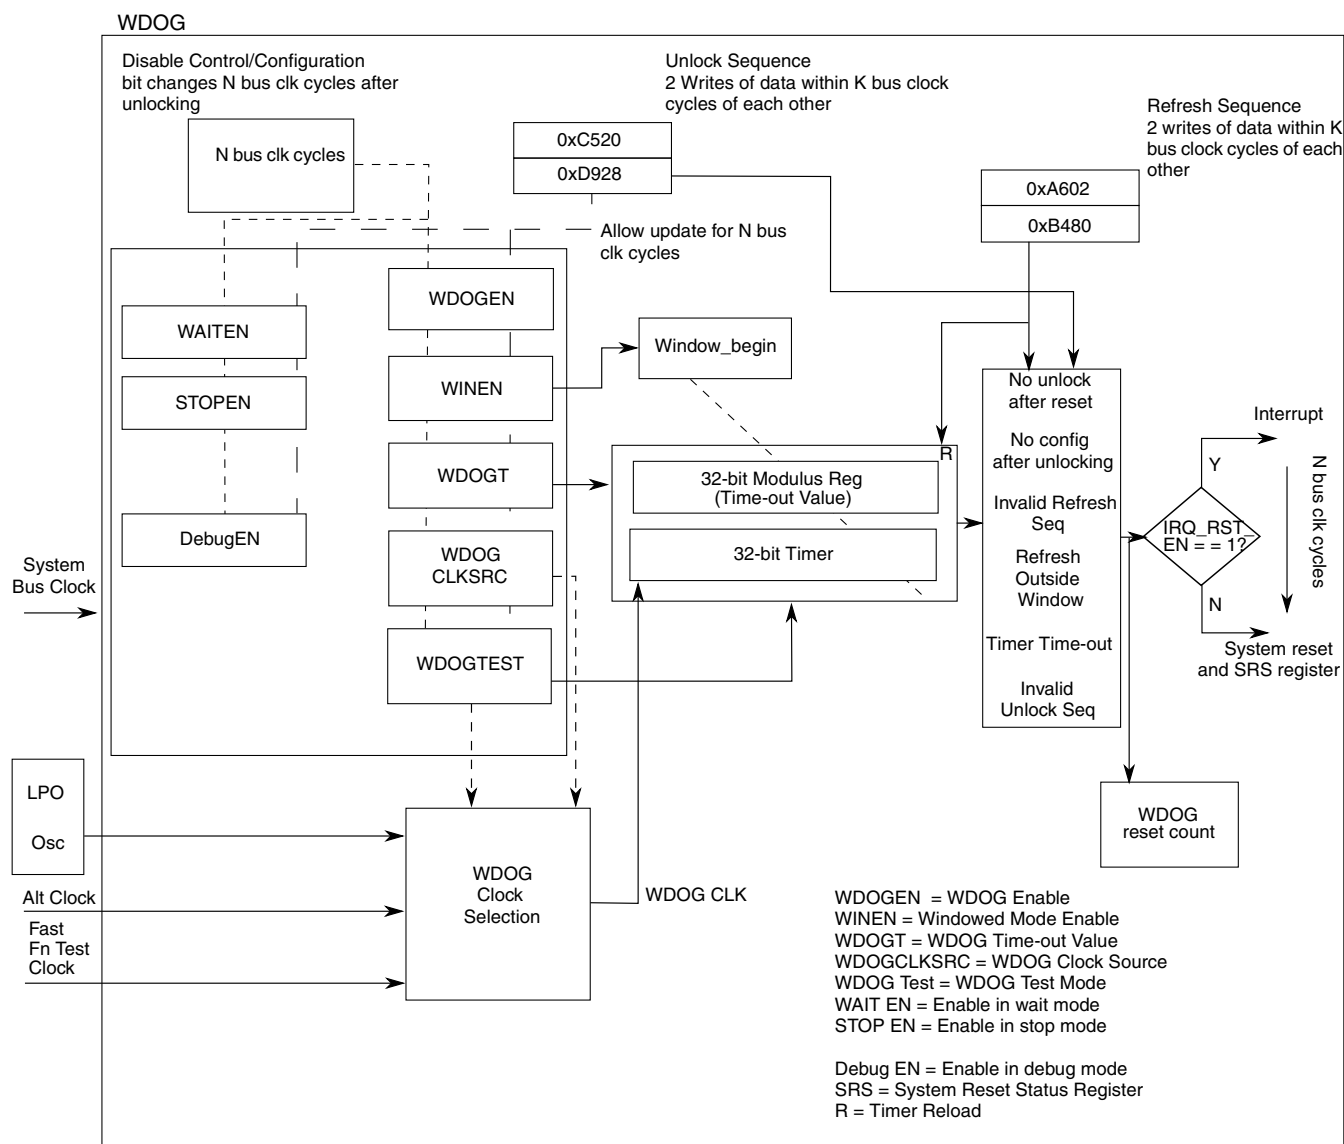 WDOG
Disable Control/Configuration
bit changes N bus clk cycles after
unlocking
N bus clk cycles
Unlock Sequence
2 Writes of data within K bus clock
cycles of each other
0xC520
0xD928
Allow update for N bus
clk cycles
Refresh Sequence
2 writes of data within K
bus clock cycles of each
other
0xA602
0xB480
WAITEN
STOPEN
DebugEN
WDOGEN
WINEN
WDOGT
WDOG
CLKSRC
WDOGTEST
Window_begin
R
32-bit Modulus Reg
(Time-out Value)
32-bit Timer
No unlock
after reset
No config
after unlocking
Invalid Refresh
Seq
Refresh
Outside
Window
Timer Time-out
Invalid
Unlock Seq
Interrupt
Y
IRQ_RST_
EN = = 1?
N
N bus clk cycles
System reset
and SRS register
WDOG
reset count
System
Bus Clock
LPO
Osc
Alt Clock
Fast
Fn Test
Clock
WDOG
Clock
Selection
WDOG CLK
WDOGEN = WDOG Enable
WINEN = Windowed Mode Enable
WDOGT = WDOG Time-out Value
WDOGCLKSRC = WDOG Clock Source
WDOG Test = WDOG Test Mode
WAIT EN = Enable in wait mode
STOP EN = Enable in stop mode
Debug EN = Enable in debug mode
SRS = System Reset Status Register
R = Timer Reload